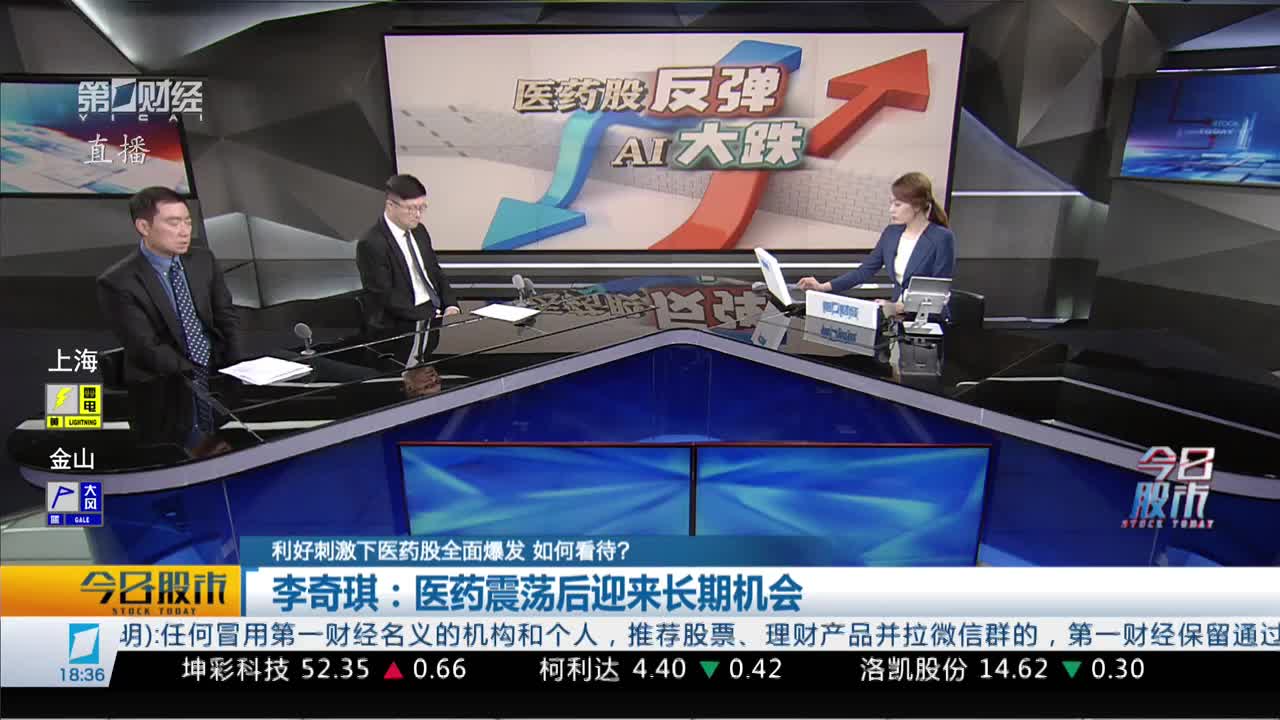 第一财经
YICAI
直播
医药股反弹
AI大跌
STOCK
TODAY
上海
雷电
黄 LIGHTNING
金山
大风
蓝 GALE
今日股市
STOCK TODAY
利好刺激下医药股全面爆发 如何看待?
今日股市
STOCK TODAY
李奇琪：医药震荡后迎来长期机会
明):任何冒用第一财经名义的机构和个人，推荐股票、理财产品并拉微信群的，第一财经保留通过
18:36
坤彩科技 52.35 ▲ 0.66 柯利达 4.40 ▼ 0.42 洛凯股份 14.62 ▼ 0.30